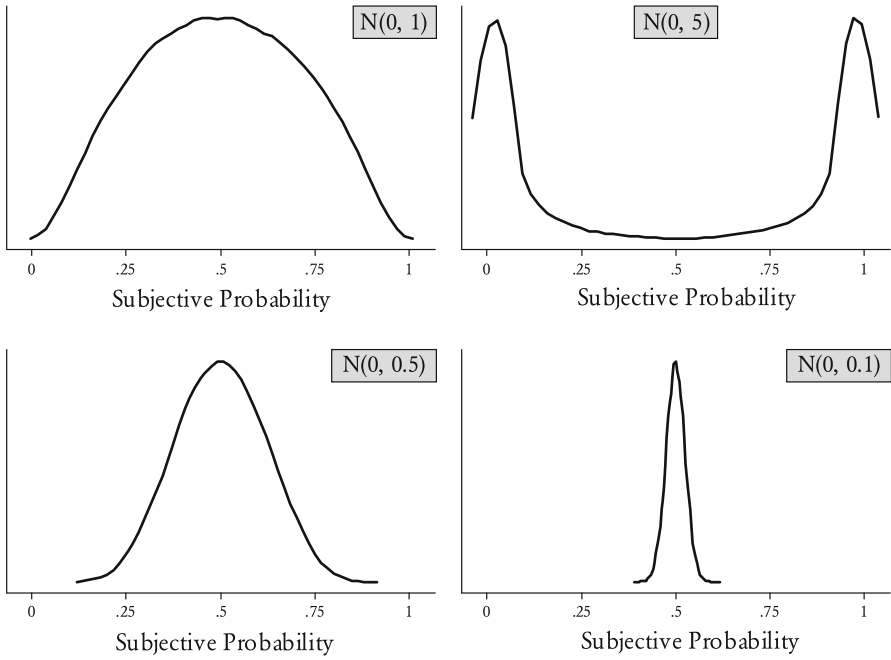 N(0, 1)
0 .25 .5 .75 1
Subjective Probability
N(0, 5)
0 .25 .5 .75 1
Subjective Probability
N(0, 0.5)
0 .25 .5 .75 1
Subjective Probability
N(0, 0.1)
0 .25 .5 .75 1
Subjective Probability